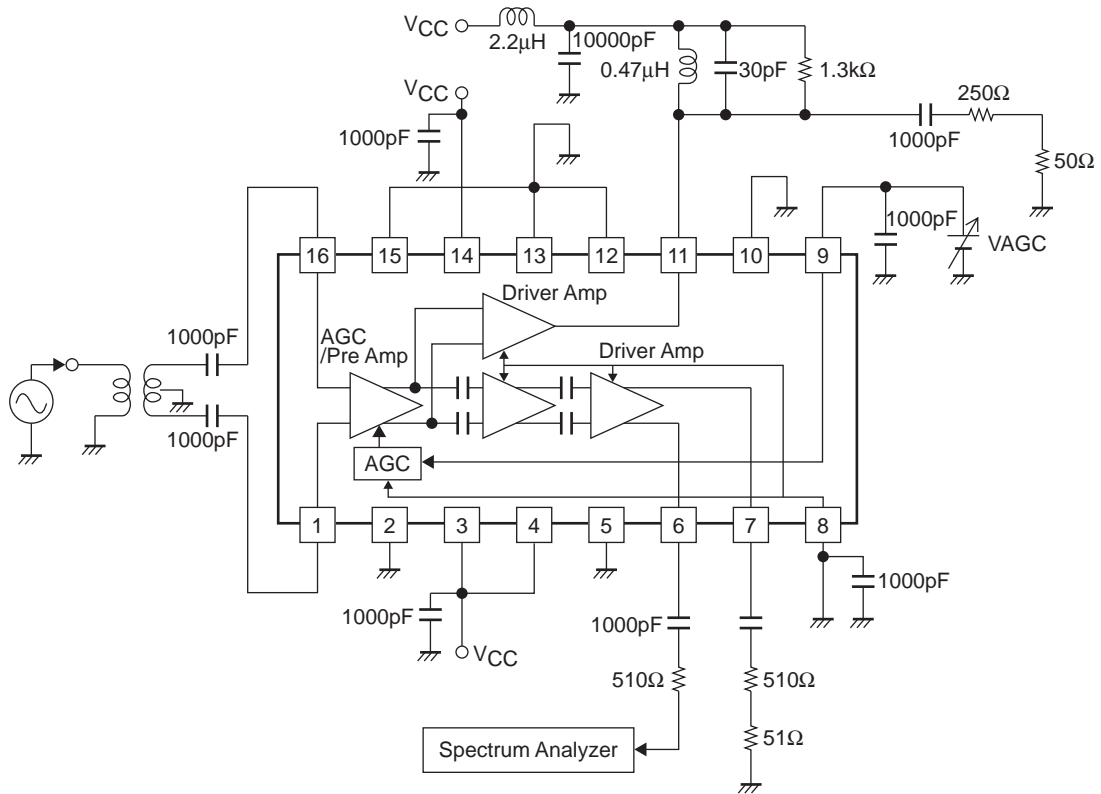 VCC
2.2µH
10000pF
0.47µH
30pF
1.3kΩ
VCC
1000pF
1000pF
250Ω
50Ω
1000pF
VAGC
16
15
14
13
12
11
10
9
Driver Amp
AGC
/Pre Amp
Driver Amp
1000pF
1000pF
AGC
1
2
3
4
5
6
7
8
1000pF
VCC
1000pF
1000pF
510Ω
510Ω
51Ω
Spectrum Analyzer